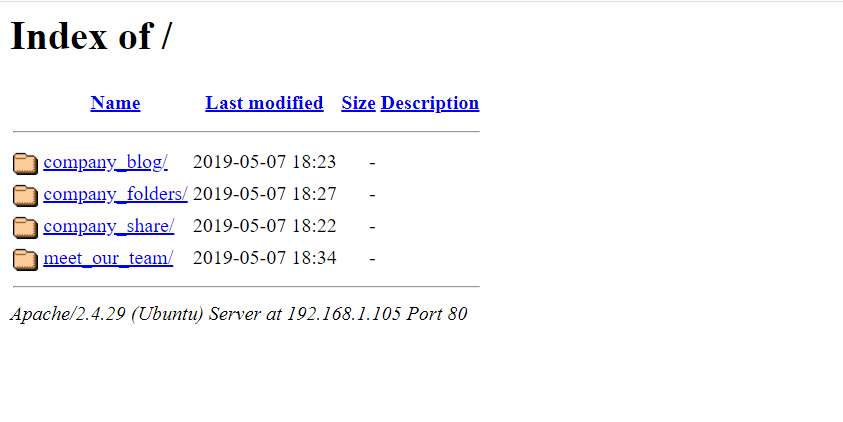 Index of /
Name Last modified Size Description
company_blog/ 2019-05-07 18:23 -
company_folders/ 2019-05-07 18:27 -
company_share/ 2019-05-07 18:22 -
meet_our_team/ 2019-05-07 18:34 -
Apache/2.4.29 (Ubuntu) Server at 192.168.1.105 Port 80